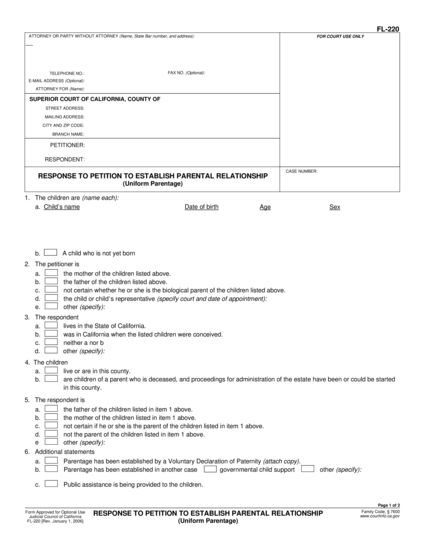 FL-220
ATTORNEY OR PARTY WITHOUT ATTORNEY (Name, State Bar number, and address):
FOR COURT USE ONLY
TELEPHONE NO.:
FAX NO. (Optional):
E-MAIL ADDRESS (Optional):
ATTORNEY FOR (Name):
SUPERIOR COURT OF CALIFORNIA, COUNTY OF
STREET ADDRESS:
MAILING ADDRESS:
CITY AND ZIP CODE:
BRANCH NAME:
PETITIONER:
RESPONDENT:
RESPONSE TO PETITION TO ESTABLISH PARENTAL RELATIONSHIP
(Uniform Parentage)
CASE NUMBER:
1. The children are (name each):
a. Child's name Date of birth Age Sex
b. A child who is not yet born
2. The petitioner is
a. the mother of the children listed above.
b. the father of the children listed above.
c. not certain whether he or she is the biological parent of the children listed above.
d. the child or child's representative (specify court and date of appointment):
e. other (specify):
3. The respondent
a. lives in the State of California.
b. was in California when the listed children were conceived.
c. neither a nor b
d. other (specify):
4. The children
a. live or are in this county.
b. are children of a parent who is deceased, and proceedings for administration of the estate have been or could be started
in this county.
5. The respondent is
a. the father of the children listed in item 1 above.
b. the mother of the children listed in item 1 above.
c. not certain if he or she is the parent of the children listed in item 1 above.
d. not the parent of the children listed in item 1 above.
e other (specify):
6. Additional statements
a. Parentage has been established by a Voluntary Declaration of Paternity (attach copy).
b. Parentage has been established in another case governmental child support other (specify):
c. Public assistance is being provided to the children.
Page 1 of 2
Form Approved for Optional Use
Judicial Council of California
FL-220 [Rev. January 1, 2006]
RESPONSE TO PETITION TO ESTABLISH PARENTAL RELATIONSHIP
(Uniform Parentage)
Family Code, § 7600
www.courtinfo.ca.gov